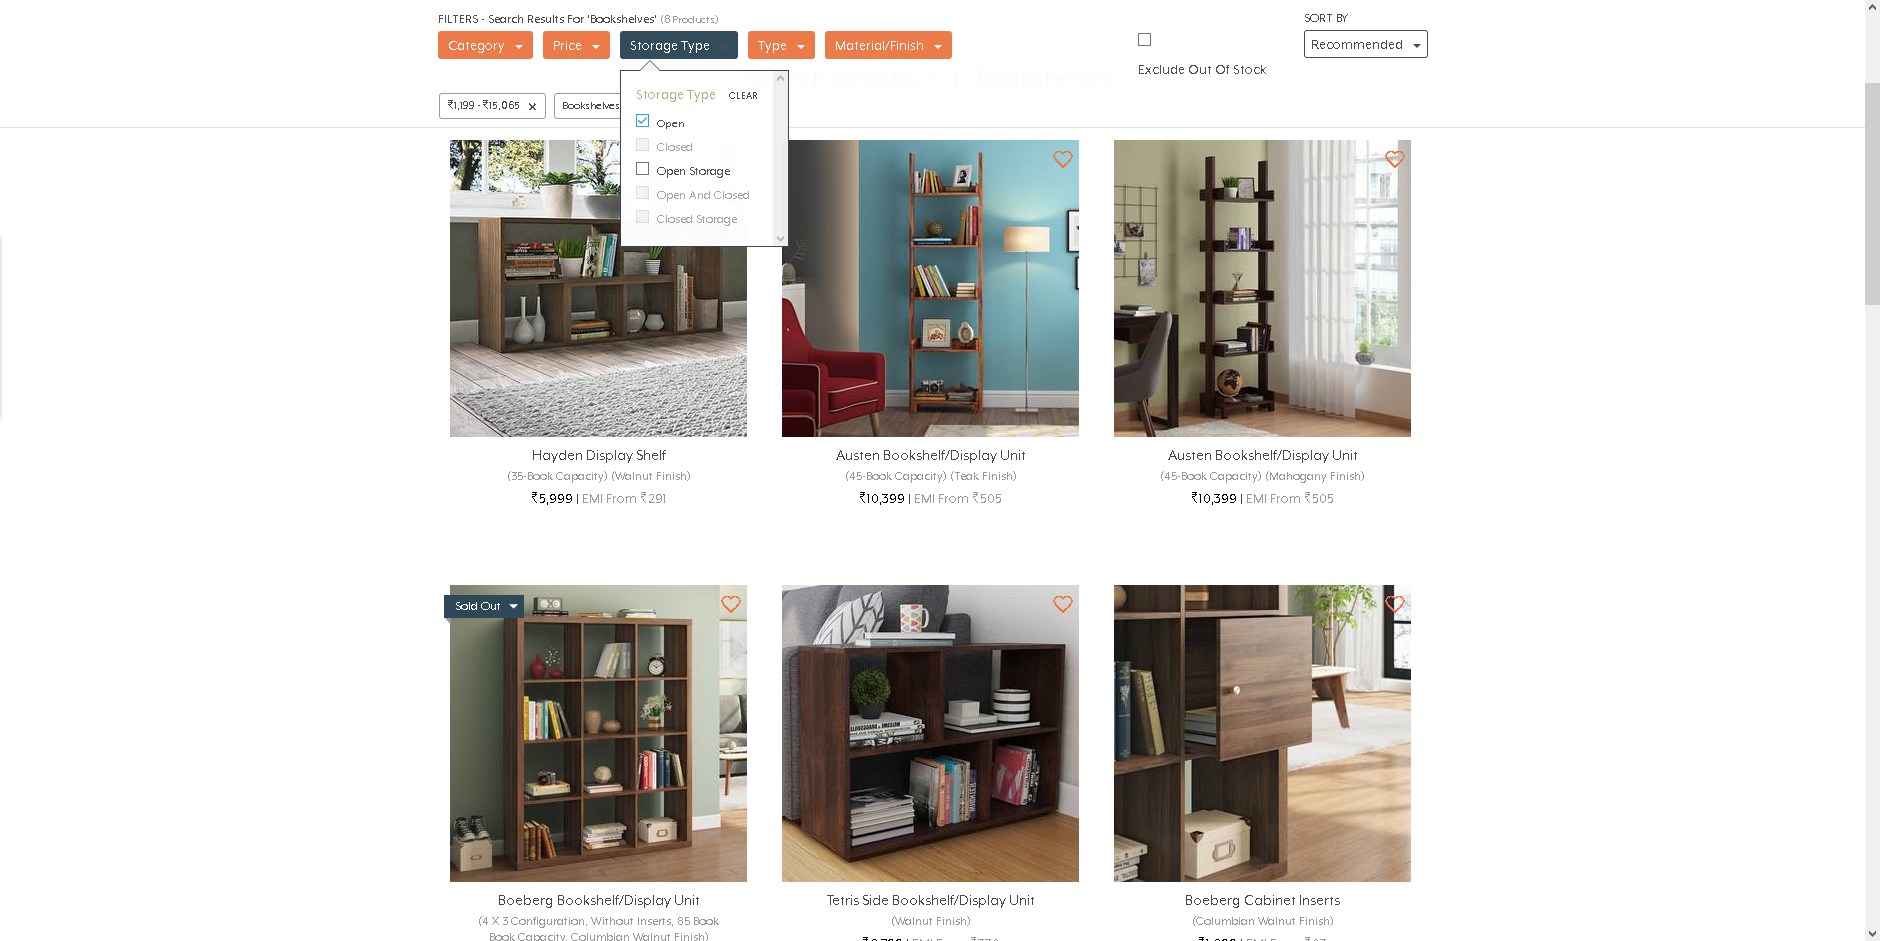 FILTERS - Search Results For 'Bookshelves' (8 Products)
SORT BY
Category
Price
Storage Type
Type
Material/Finish
Recommended
Exclude Out Of Stock
Search Results For 'Bookshelves'
Storage Type CLEAR
₹1,199 - ₹15,065 ×
Bookshelves
Open
Closed
Open Storage
Open And Closed
Closed Storage
Hayden Display Shelf
(35-Book Capacity) (Walnut Finish)
₹5,999 | EMI From ₹291
Austen Bookshelf/Display Unit
(45-Book Capacity) (Teak Finish)
₹10,399 | EMI From ₹505
Austen Bookshelf/Display Unit
(45-Book Capacity) (Mahogany Finish)
₹10,399 | EMI From ₹505
Sold Out
Boeberg Bookshelf/Display Unit
(4 X 3 Configuration, Without Inserts, 85 Book
Book Capacity, Columbian Walnut Finish)
Tetris Side Bookshelf/Display Unit
(Walnut Finish)
Boeberg Cabinet Inserts
(Columbian Walnut Finish)